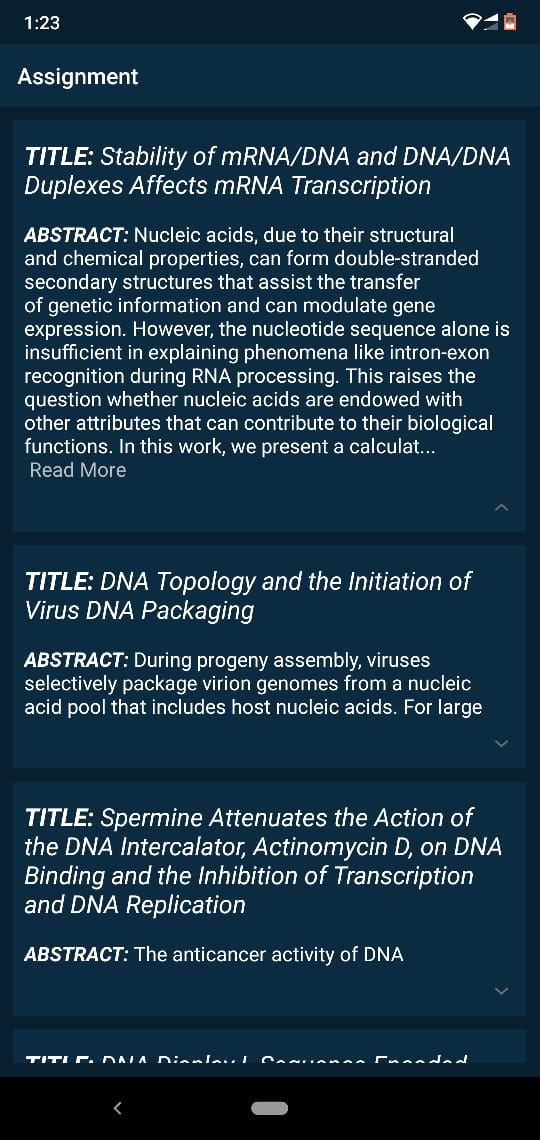 1:23
Assignment
TITLE: Stability of mRNA/DNA and DNA/DNA
Duplexes Affects mRNA Transcription
ABSTRACT: Nucleic acids, due to their structural
and chemical properties, can form double-stranded
secondary structures that assist the transfer
of genetic information and can modulate gene
expression. However, the nucleotide sequence alone is
insufficient in explaining phenomena like intron-exon
recognition during RNA processing. This raises the
question whether nucleic acids are endowed with
other attributes that can contribute to their biological
functions. In this work, we present a calculat...
Read More
TITLE: DNA Topology and the Initiation of
Virus DNA Packaging
ABSTRACT: During progeny assembly, viruses
selectively package virion genomes from a nucleic
acid pool that includes host nucleic acids. For large
TITLE: Spermine Attenuates the Action of
the DNA Intercalator, Actinomycin D, on DNA
Binding and the Inhibition of Transcription
and DNA Replication
ABSTRACT: The anticancer activity of DNA
TITLE: DNA Display I. Sequence-Encoded